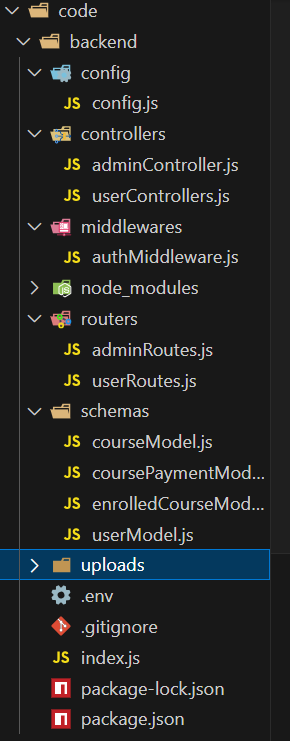 code
backend
config
JS config.js
controllers
JS adminController.js
JS userControllers.js
middlewares
JS authMiddleware.js
node_modules
routers
JS adminRoutes.js
JS userRoutes.js
schemas
JS courseModel.js
JS coursePaymentMod...
JS enrolledCourseMod...
JS userModel.js
uploads
.env
.gitignore
JS index.js
package-lock.json
package.json